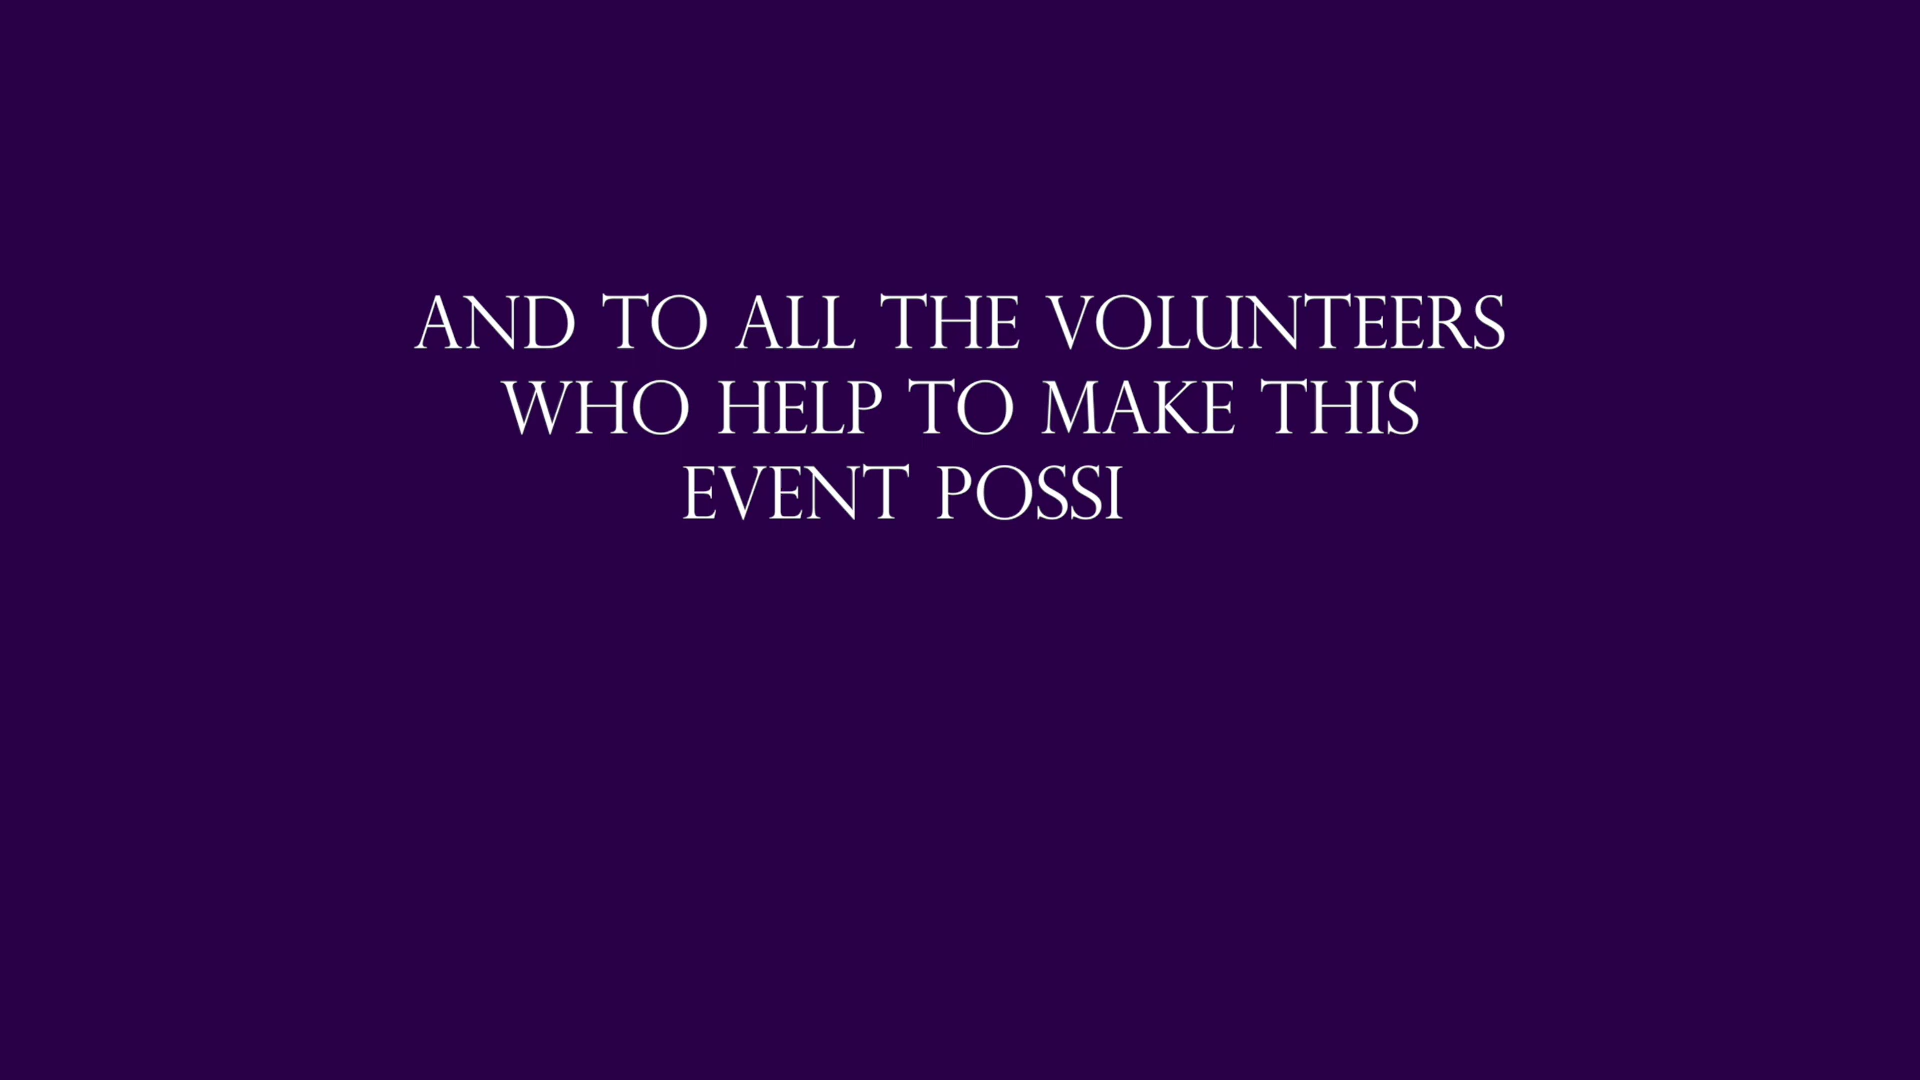 AND TO ALL THE VOLUNTEERS
WHO HELP TO MAKE THIS
EVENT POSSI